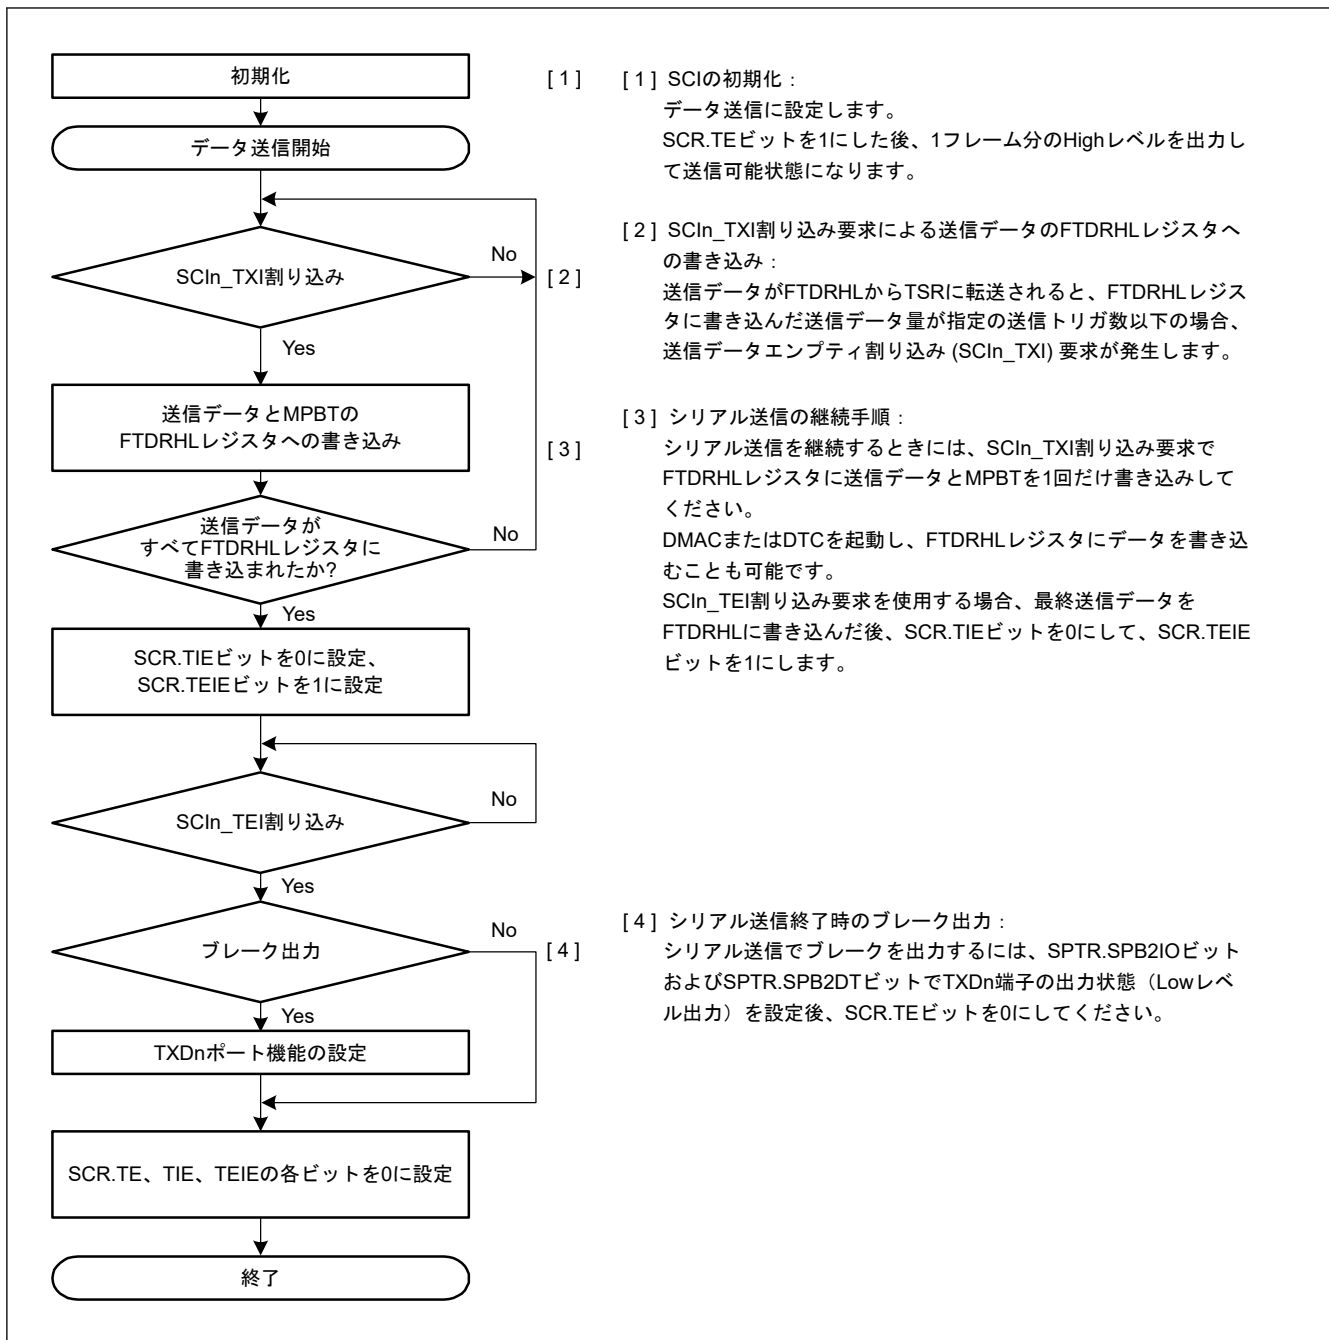 初期化
[ 1 ]
データ送信開始
SCIn_TXI割り込み
No
[ 2 ]
Yes
送信データとMPBTの
FTDRHLレジスタへの書き込み
[ 3 ]
送信データが
すべてFTDRHLレジスタに
書き込まれたか?
No
Yes
SCR.TIEビットを0に設定、
SCR.TEIEビットを1に設定
SCIn_TEI割り込み
No
Yes
ブレーク出力
No
[ 4 ]
Yes
TXDnポート機能の設定
SCR.TE、TIE、TEIEの各ビットを0に設定
終了
[ 1 ] SCIの初期化：
データ送信に設定します。
SCR.TEビットを1にした後、1フレーム分のHighレベルを出力し
て送信可能状態になります。
[ 2 ] SCIn_TXI割り込み要求による送信データのFTDRHLレジスタへ
の書き込み：
送信データがFTDRHLからTSRに転送されると、FTDRHLレジス
タに書き込んだ送信データ量が指定の送信トリガ数以下の場合、
送信データエンプティ割り込み (SCIn_TXI) 要求が発生します。
[ 3 ] シリアル送信の継続手順：
シリアル送信を継続するときには、SCIn_TXI割り込み要求で
FTDRHLレジスタに送信データとMPBTを1回だけ書き込みして
ください。
DMACまたはDTCを起動し、FTDRHLレジスタにデータを書き込
むことも可能です。
SCIn_TEI割り込み要求を使用する場合、最終送信データを
FTDRHLに書き込んだ後、SCR.TIEビットを0にして、SCR.TEIE
ビットを1にします。
[ 4 ] シリアル送信終了時のブレーク出力：
シリアル送信でブレークを出力するには、SPTR.SPB2IOビット
およびSPTR.SPB2DTビットでTXDn端子の出力状態（Lowレベ
ル出力）を設定後、SCR.TEビットを0にしてください。